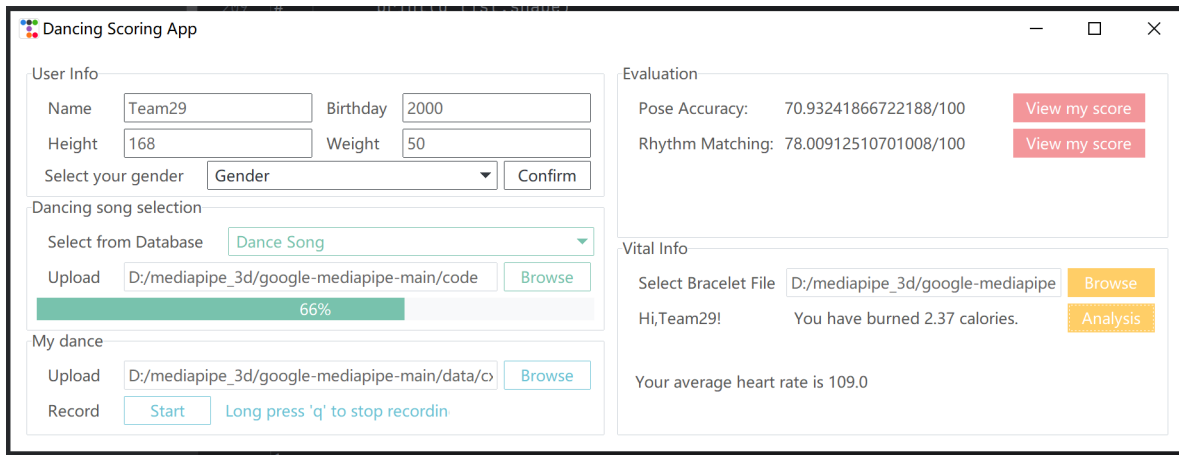 Dancing Scoring App
User Info
Name Team29 Birthday 2000
Height 168 Weight 50
Select your gender Gender Confirm
Dancing song selection
Select from Database Dance Song
Upload D:/mediapipe_3d/google-mediapipe-main/code Browse
66%
My dance
Upload D:/mediapipe_3d/google-mediapipe-main/data/cx Browse
Record Start Long press 'q' to stop recordin
Evaluation
Pose Accuracy: 70.93241866722188/100 View my score
Rhythm Matching: 78.00912510701008/100 View my score
Vital Info
Select Bracelet File D:/mediapipe_3d/google-mediapipe Browse
Hi,Team29! You have burned 2.37 calories. Analysis
Your average heart rate is 109.0